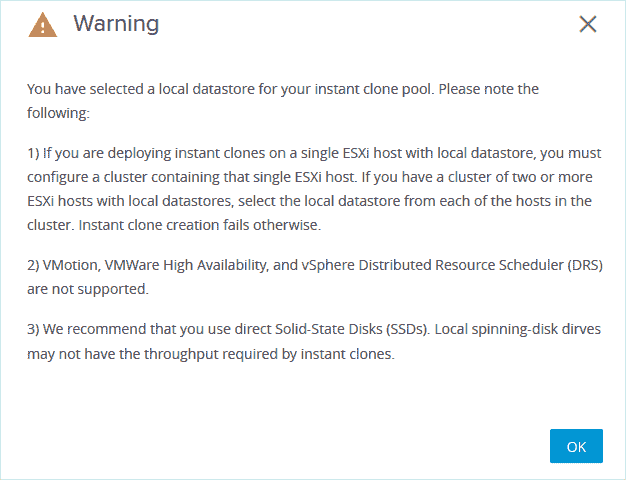 Warning
You have selected a local datastore for your instant clone pool. Please note the
following:
1) If you are deploying instant clones on a single ESXi host with local datastore, you must
configure a cluster containing that single ESXi host. If you have a cluster of two or more
ESXi hosts with local datastores, select the local datastore from each of the hosts in the
cluster. Instant clone creation fails otherwise.
2) VMotion, VMWare High Availability, and vSphere Distributed Resource Scheduler (DRS)
are not supported.
3) We recommend that you use direct Solid-State Disks (SSDs). Local spinning-disk dirves
may not have the throughput required by instant clones.
OK